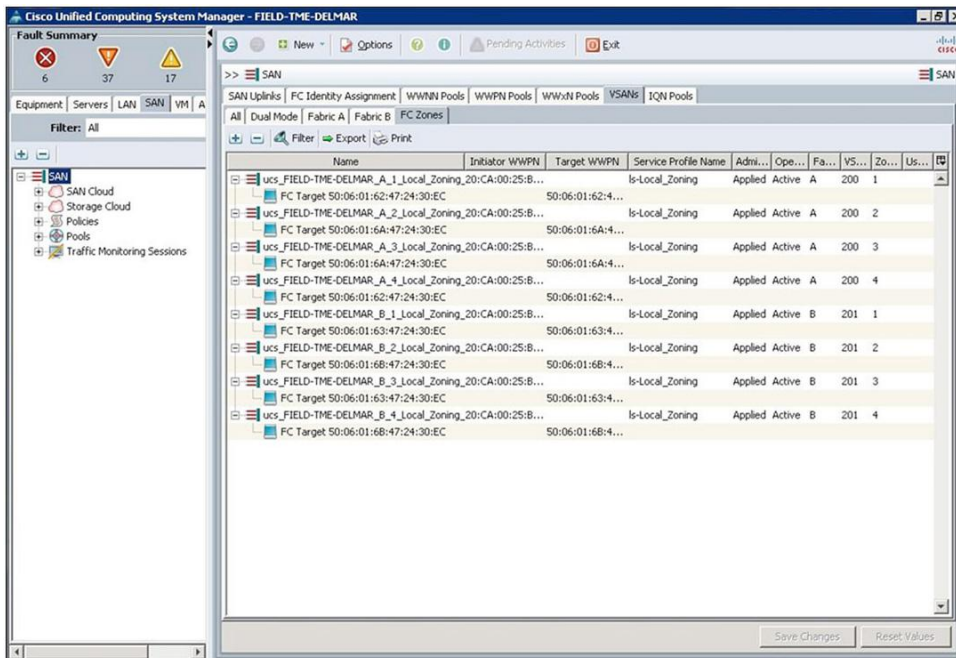 Cisco Unified Computing System Manager - FIELD-TME-DELMAR
Fault Summary
6 37 17
Equipment Servers LAN SAN VM A
Filter: All
SAN
SAN Cloud
Storage Cloud
Policies
Pools
Traffic Monitoring Sessions
New Options Pending Activities Exit
CISCO
>> SAN SAN
SAN Uplinks FC Identity Assignment WWNN Pools WWPN Pools WWxN Pools VSANs IQN Pools
All Dual Mode Fabric A Fabric B FC Zones
Filter Export Print
Name Initiator WWPN Target WWPN Service Profile Name Admi... Ope... Fa... VS... Zo... Us...
ucs_FIELD-TME-DELMAR_A_1_Local_Zoning_20:CA:00:25:B... ls-Local_Zoning Applied Active A 200 1
FC Target 50:06:01:62:47:24:30:EC 50:06:01:62:4...
ucs_FIELD-TME-DELMAR_A_2_Local_Zoning_20:CA:00:25:B... ls-Local_Zoning Applied Active A 200 2
FC Target 50:06:01:6A:47:24:30:EC 50:06:01:6A:4...
ucs_FIELD-TME-DELMAR_A_3_Local_Zoning_20:CA:00:25:B... ls-Local_Zoning Applied Active A 200 3
FC Target 50:06:01:6A:47:24:30:EC 50:06:01:6A:4...
ucs_FIELD-TME-DELMAR_A_4_Local_Zoning_20:CA:00:25:B... ls-Local_Zoning Applied Active A 200 4
FC Target 50:06:01:62:47:24:30:EC 50:06:01:62:4...
ucs_FIELD-TME-DELMAR_B_1_Local_Zoning_20:CA:00:25:B... ls-Local_Zoning Applied Active B 201 1
FC Target 50:06:01:63:47:24:30:EC 50:06:01:63:4...
ucs_FIELD-TME-DELMAR_B_2_Local_Zoning_20:CA:00:25:B... ls-Local_Zoning Applied Active B 201 2
FC Target 50:06:01:6B:47:24:30:EC 50:06:01:6B:4...
ucs_FIELD-TME-DELMAR_B_3_Local_Zoning_20:CA:00:25:B... ls-Local_Zoning Applied Active B 201 3
FC Target 50:06:01:63:47:24:30:EC 50:06:01:63:4...
ucs_FIELD-TME-DELMAR_B_4_Local_Zoning_20:CA:00:25:B... ls-Local_Zoning Applied Active B 201 4
FC Target 50:06:01:6B:47:24:30:EC 50:06:01:6B:4...
Save Changes Reset Values